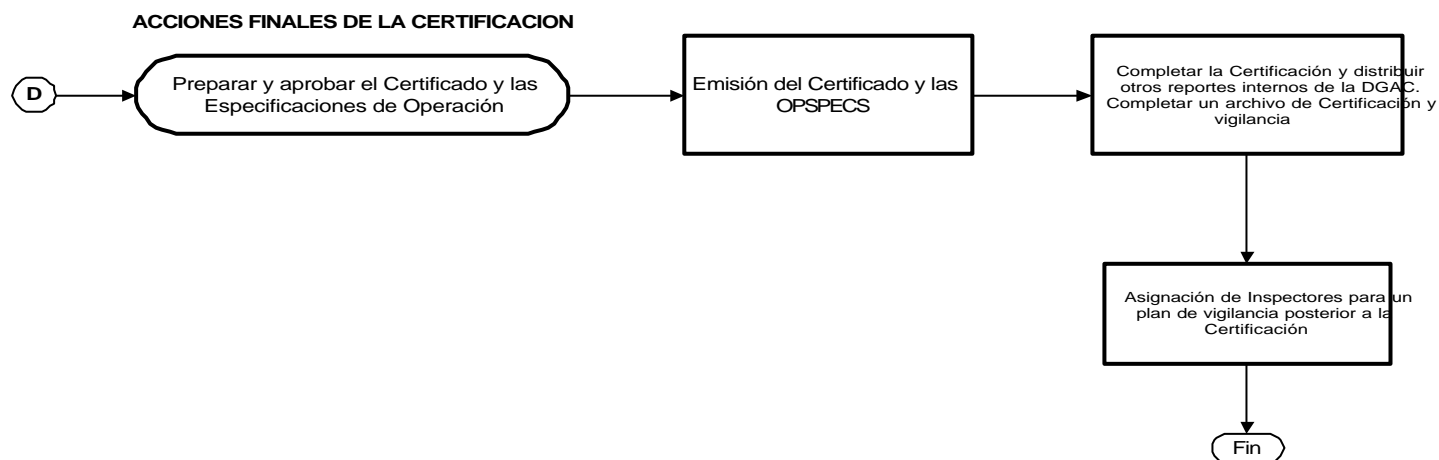 ACCIONES FINALES DE LA CERTIFICACION
D
Preparar y aprobar el Certificado y las
Especificaciones de Operación
Emisión del Certificado y las
OPSPECS
Completar la Certificación y distribuir
otros reportes internos de la DGAC.
Completar un archivo de Certificación y
vigilancia
Asignación de Inspectores para un
plan de vigilancia posterior a la
Certificación
Fin